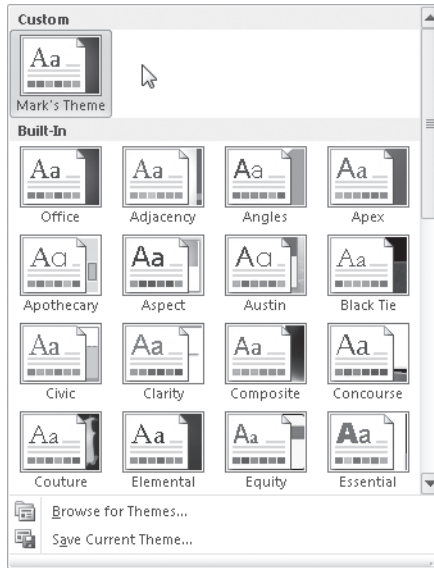 Custom
Aa
Mark's Theme
Built-In
Aa Aa Aa Aa
Office Adjacency Angles Apex
Aa Aa Aa Aa
Apothecary Aspect Austin Black Tie
Aa Aa Aa Aa
Civic Clarity Composite Concourse
Aa Aa Aa Aa
Couture Elemental Equity Essential
Browse for Themes...
Save Current Theme...